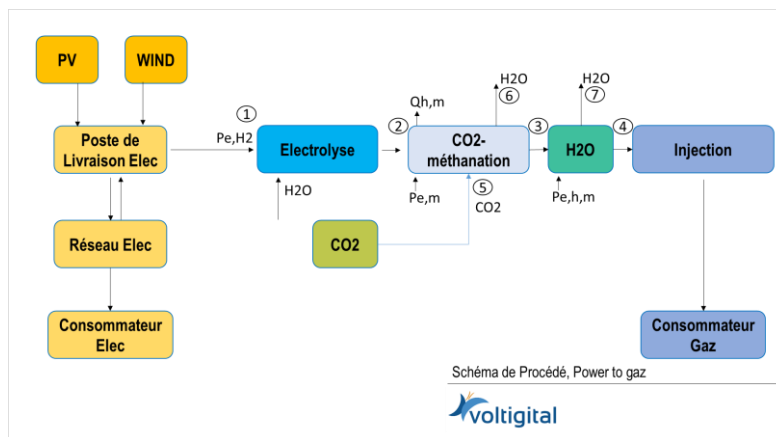 PV
WIND
Poste de
Livraison Elec
Réseau Elec
Consommateur
Elec
1
Pe,H2
Electrolyse
H2O
2
Qh,m
CO2-
méthanation
Pe,m
5
CO2
CO2
H2O
6
3
H2O
7
H2O
Pe,h,m
4
Injection
Consommateur
Gaz
Schéma de Procédé, Power to gaz
voltigital